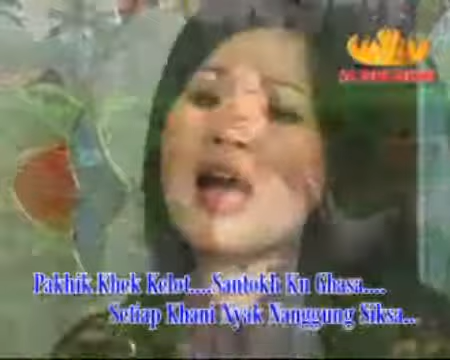 Pakhik Khek Kelot....Santokh Ku Ghasa....
Setiap Khani Nyak Nanggung Siksa..